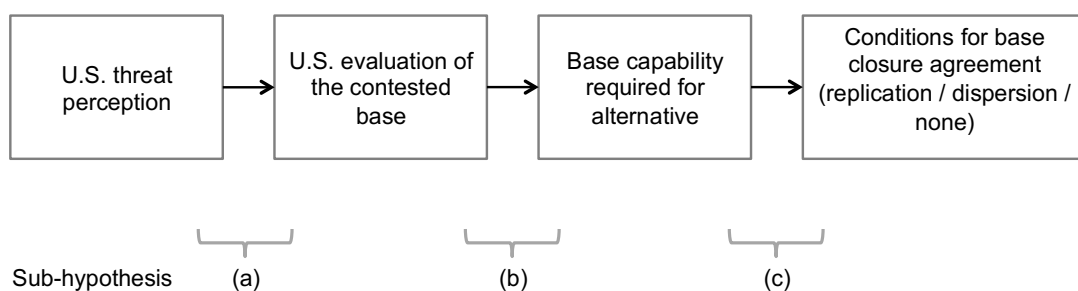 U.S. threat
perception
U.S. evaluation of
the contested
base
Base capability
required for
alternative
Conditions for base
closure agreement
(replication / dispersion /
none)
Sub-hypothesis (a) (b) (c)